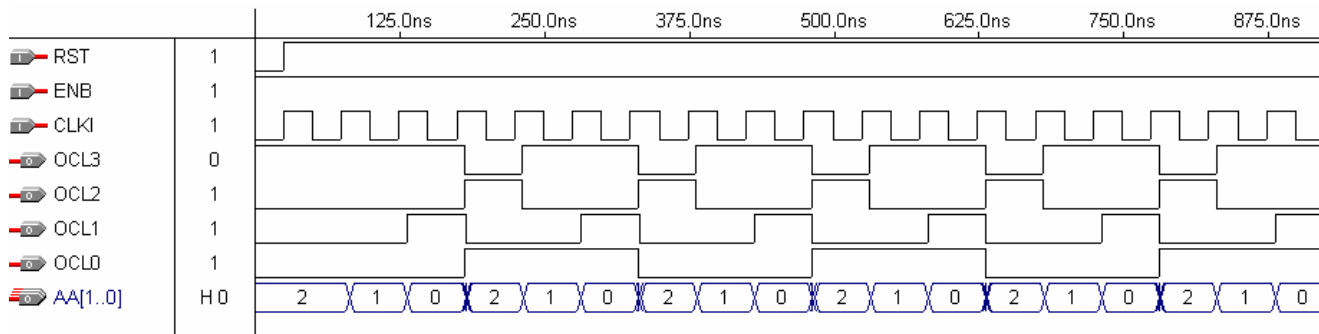 125.0ns 250.0ns 375.0ns 500.0ns 625.0ns 750.0ns 875.0ns
RST 1
ENB 1
CLKI 1
OCL3 0
OCL2 1
OCL1 1
OCL0 1
AA[1..0] H 0 2 1 0 2 1 0 2 1 0 2 1 0 2 1 0 2 1 0